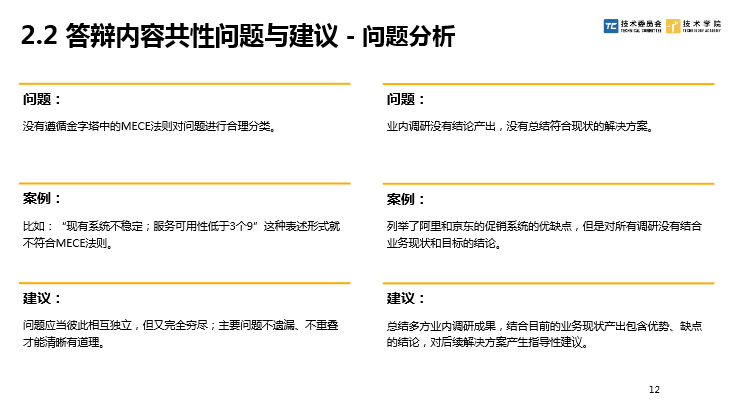 2.2 答辩内容共性问题与建议 - 问题分析
技术委员会
TECHNICAL COMMITTEE
技术学院
TECHNOLOGY ACADEMY
问题：
没有遵循金字塔中的MECE法则对问题进行合理分类。
案例：
比如：“现有系统不稳定；服务可用性低于3个9”这种表述形式就
不符合MECE法则。
建议：
问题应当彼此相互独立，但又完全穷尽；主要问题不遗漏、不重叠
才能清晰有道理。
问题：
业内调研没有结论产出，没有总结符合现状的解决方案。
案例：
列举了阿里和京东的促销系统的优缺点，但是对所有调研没有结合
业务现状和目标的结论。
建议：
总结多方业内调研成果，结合目前的业务现状产出包含优势、缺点
的结论，对后续解决方案产生指导性建议。
12